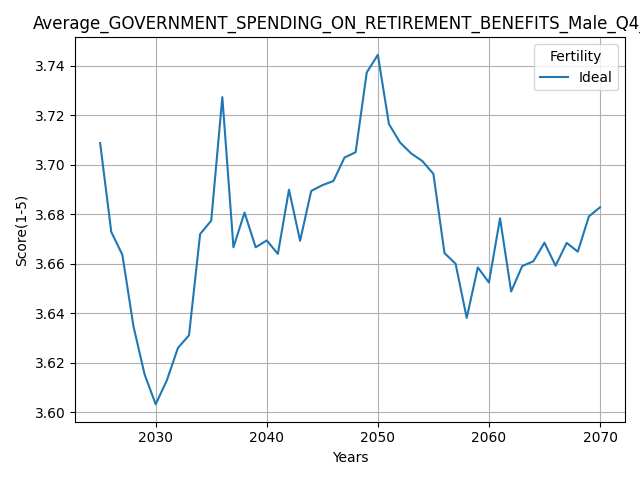 Average_GOVERNMENT_SPENDING_ON_RETIREMENT_BENEFITS_Male_Q4_
Fertility
Ideal
3.74
3.72
3.70
3.68
3.66
3.64
3.62
3.60
Score(1-5)
2030 2040 2050 2060 2070
Years